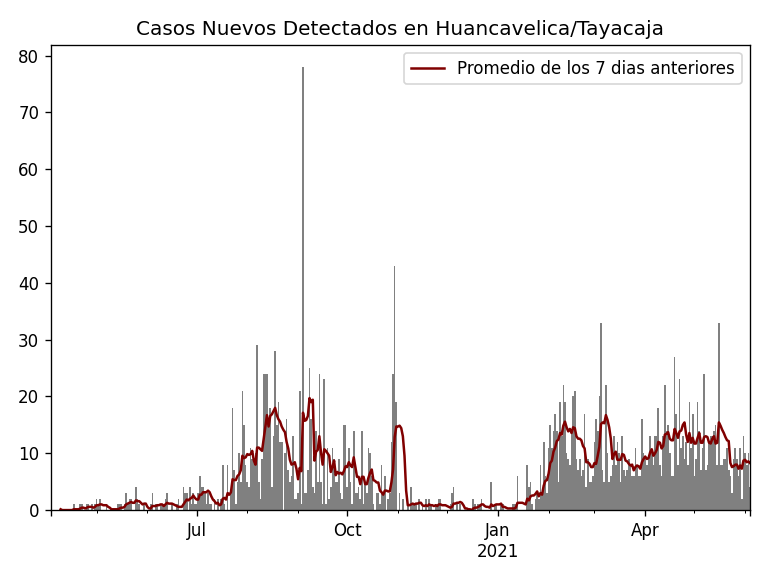 Casos Nuevos Detectados en Huancavelica/Tayacaja
Promedio de los 7 dias anteriores
80
70
60
50
40
30
20
10
0
Jul
Oct
Jan
2021
Apr